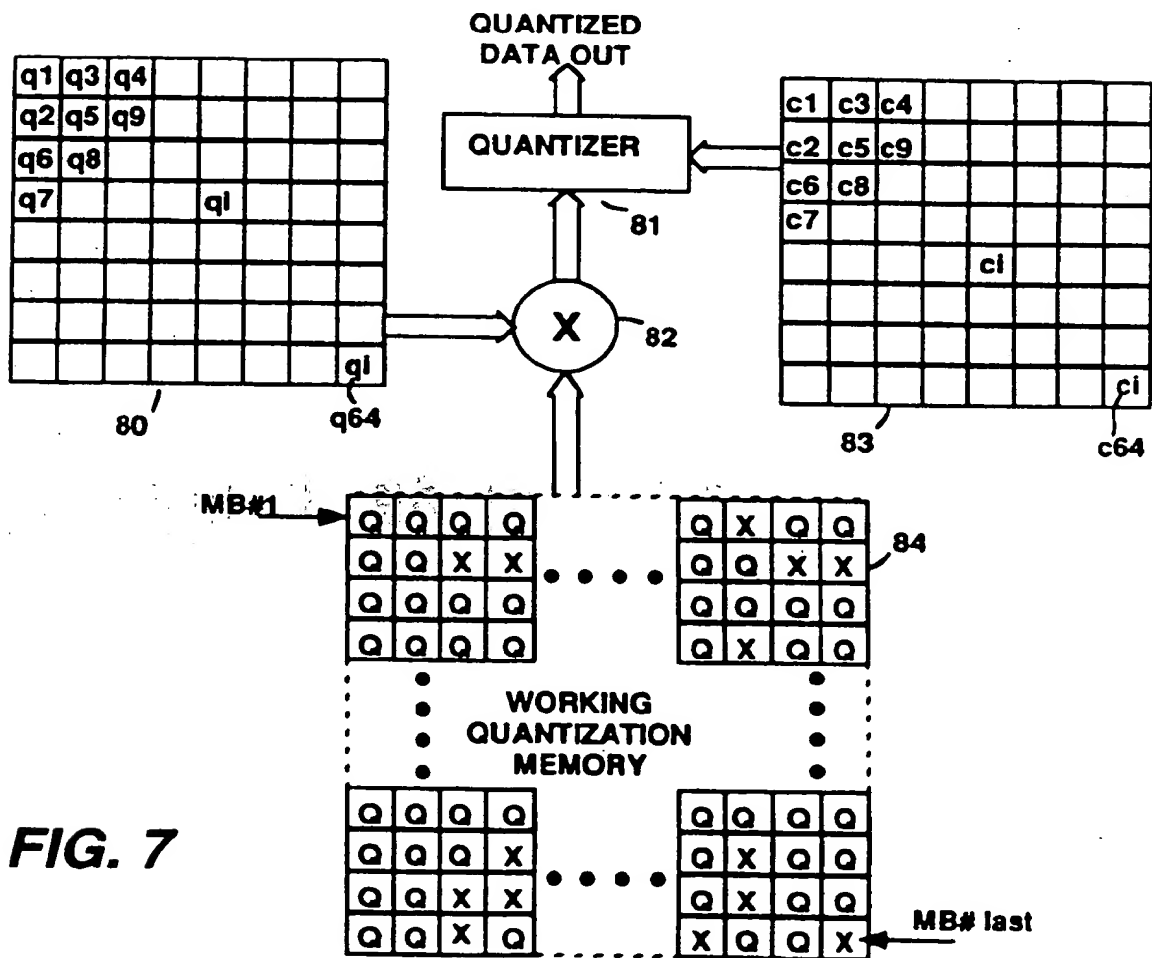 QUANTIZED
DATA OUT
q1 q3 q4
q2 q5 q9
q6 q8
q7 qi
qi
q64
80
QUANTIZER
81
X
82
c1 c3 c4
c2 c5 c9
c6 c8
c7
ci
ci
c64
83
MB#1
Q Q Q Q
Q Q X X
Q Q Q Q
Q Q Q Q
Q X Q Q
Q Q X X
Q Q Q Q
Q X Q Q
84
WORKING
QUANTIZATION
MEMORY
Q Q Q Q
Q Q Q X
Q Q X X
Q Q X Q
Q Q Q Q
Q X Q Q
Q X Q Q
X Q Q X
MB# last
FIG. 7